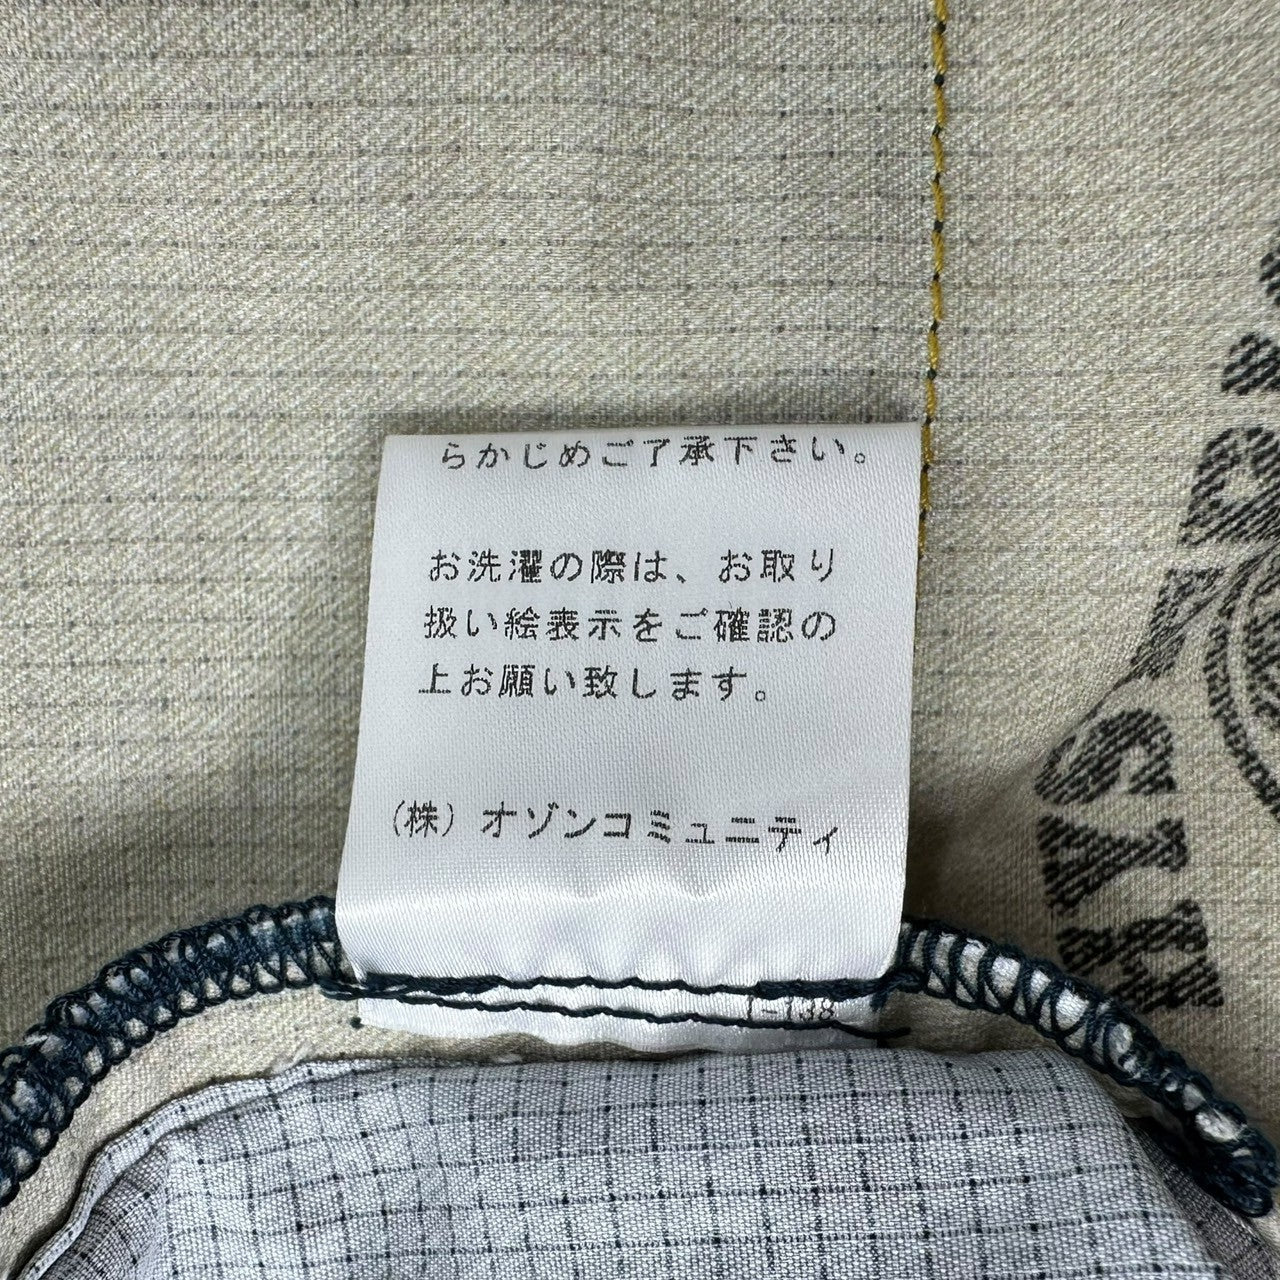 らかじめご了承下さい。
お洗濯の際は、お取り
扱い絵表示をご確認の
上お願い致します。
（株）オゾンコミュニティ
T-138